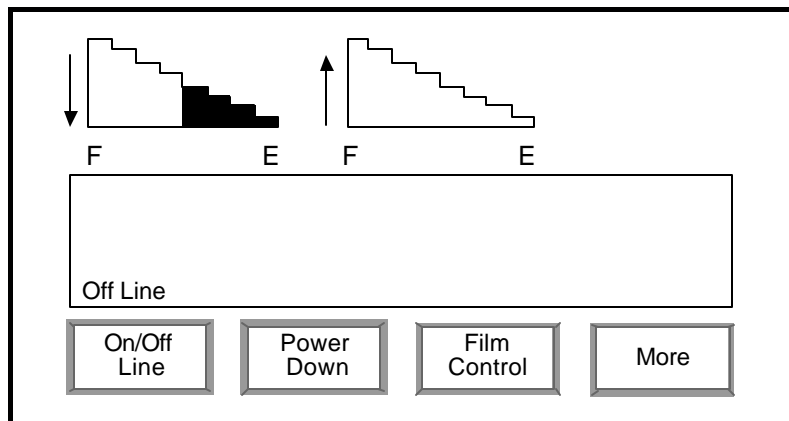 F E F E
Off Line
On/Off
Line
Power
Down
Film
Control
More